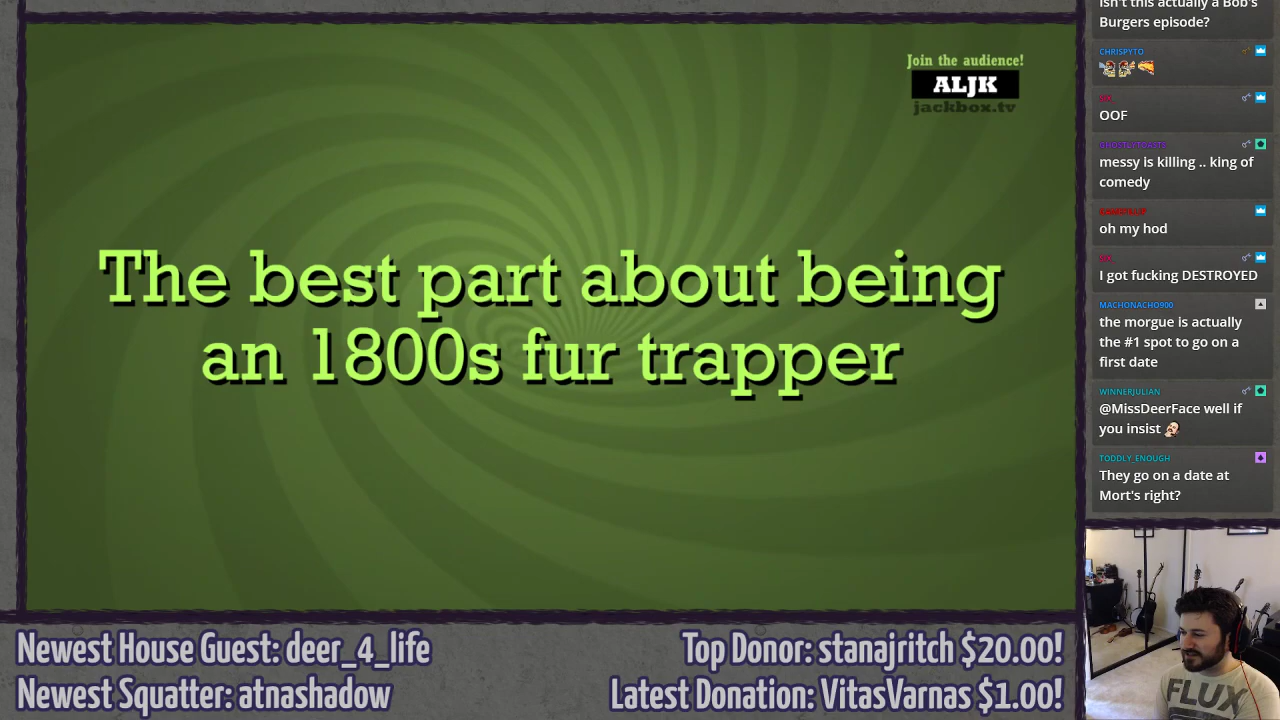 Join the audience!
ALJK
jackbox.tv
The best part about being
an 1800s fur trapper
Newest House Guest: deer_4_life
Newest Squatter: atnashadow
Top Donor: stanajritch $20.00!
Latest Donation: VitasVarnas $1.00!
Isn't this actually a Bob's
Burgers episode?
CHRISPYTO
OOF
messy is killing .. king of
comedy
oh my hod
I got fucking DESTROYED
MACHONACHO900
the morgue is actually
the #1 spot to go on a
first date
WINNERJULIAN
@MissDeerFace well if
you insist
TODDLY_ENOUGH
They go on a date at
Mort's right?
FLUX